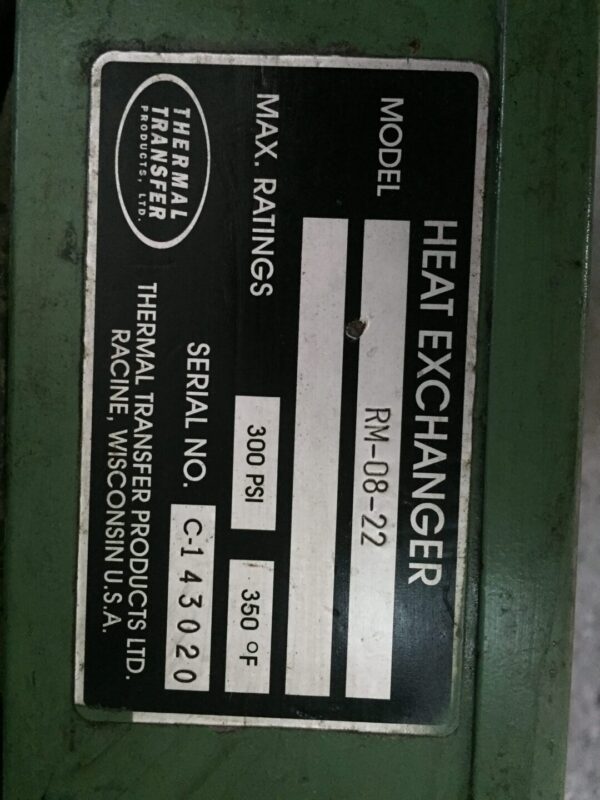 HEAT EXCHANGER
MODEL RM-08-22
MAX. RATINGS 300 PSI 350 °F
SERIAL NO. C-143020
THERMAL
TRANSFER
PRODUCTS, LTD.
THERMAL TRANSFER PRODUCTS LTD.
RACINE, WISCONSIN U.S.A.